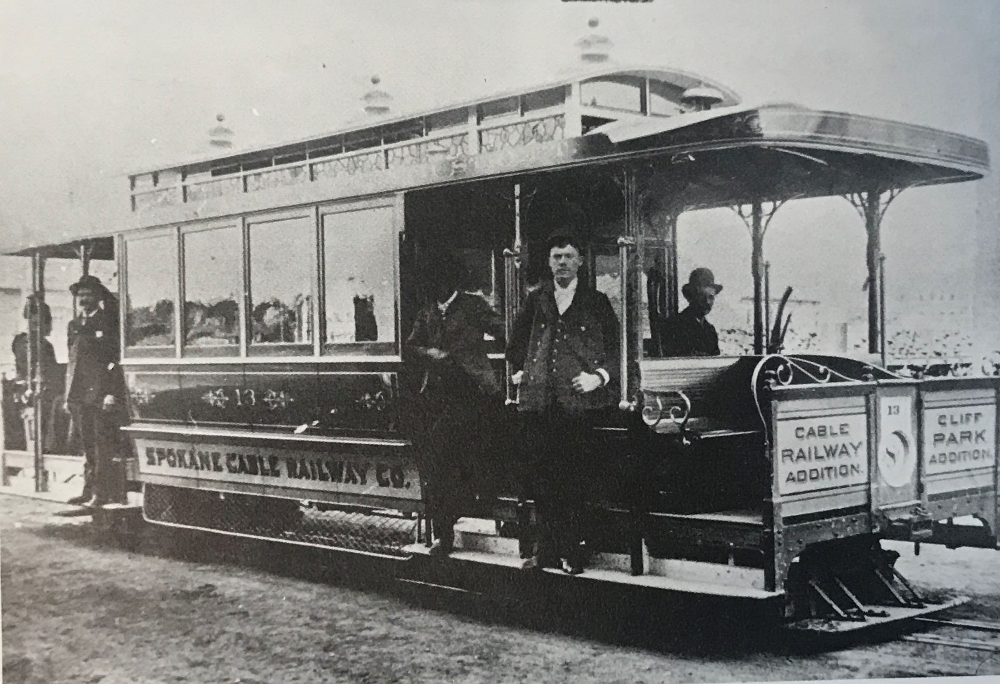 13
SPOKANE CABLE RAILWAY CO.
CABLE
RAILWAY
ADDITION.
13
S
CLIFF
PARK
ADDITION.